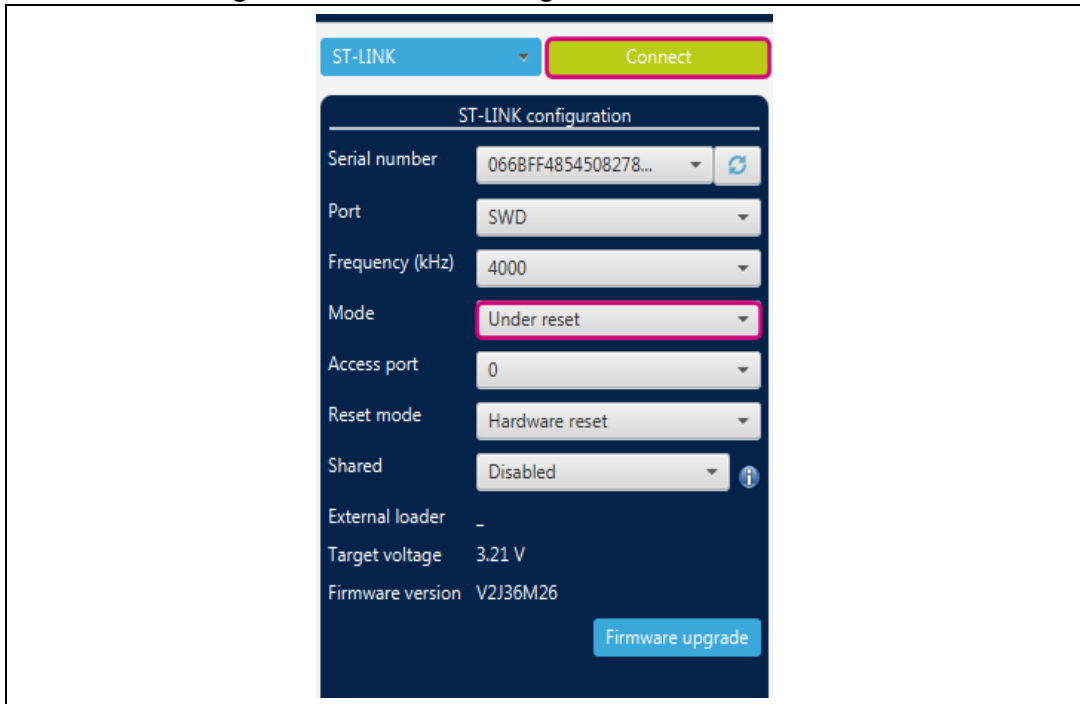 ST-LINK Connect
ST-LINK configuration
Serial number 066BFF4854508278...
Port SWD
Frequency (kHz) 4000
Mode Under reset
Access port 0
Reset mode Hardware reset
Shared Disabled
External loader _
Target voltage 3.21 V
Firmware version V2J36M26
Firmware upgrade